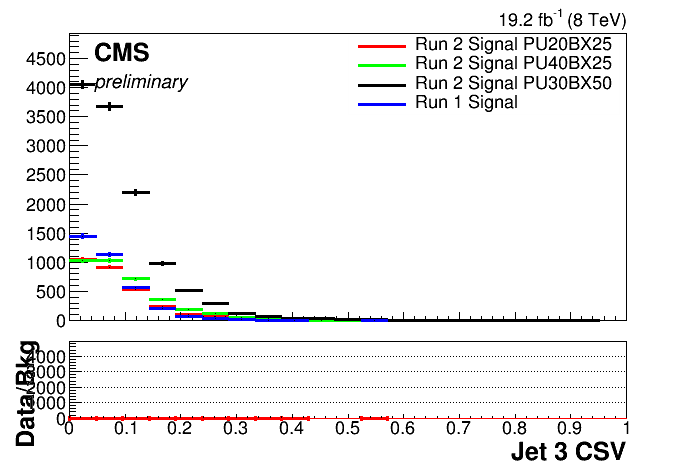 19.2 fb-1 (8 TeV)
CMS
preliminary
Run 2 Signal PU20BX25
Run 2 Signal PU40BX25
Run 2 Signal PU30BX50
Run 1 Signal
4500
4000
3500
3000
2500
2000
1500
1000
500
0
Data/Bkg
0 0.1 0.2 0.3 0.4 0.5 0.6 0.7 0.8 0.9 1
Jet 3 CSV